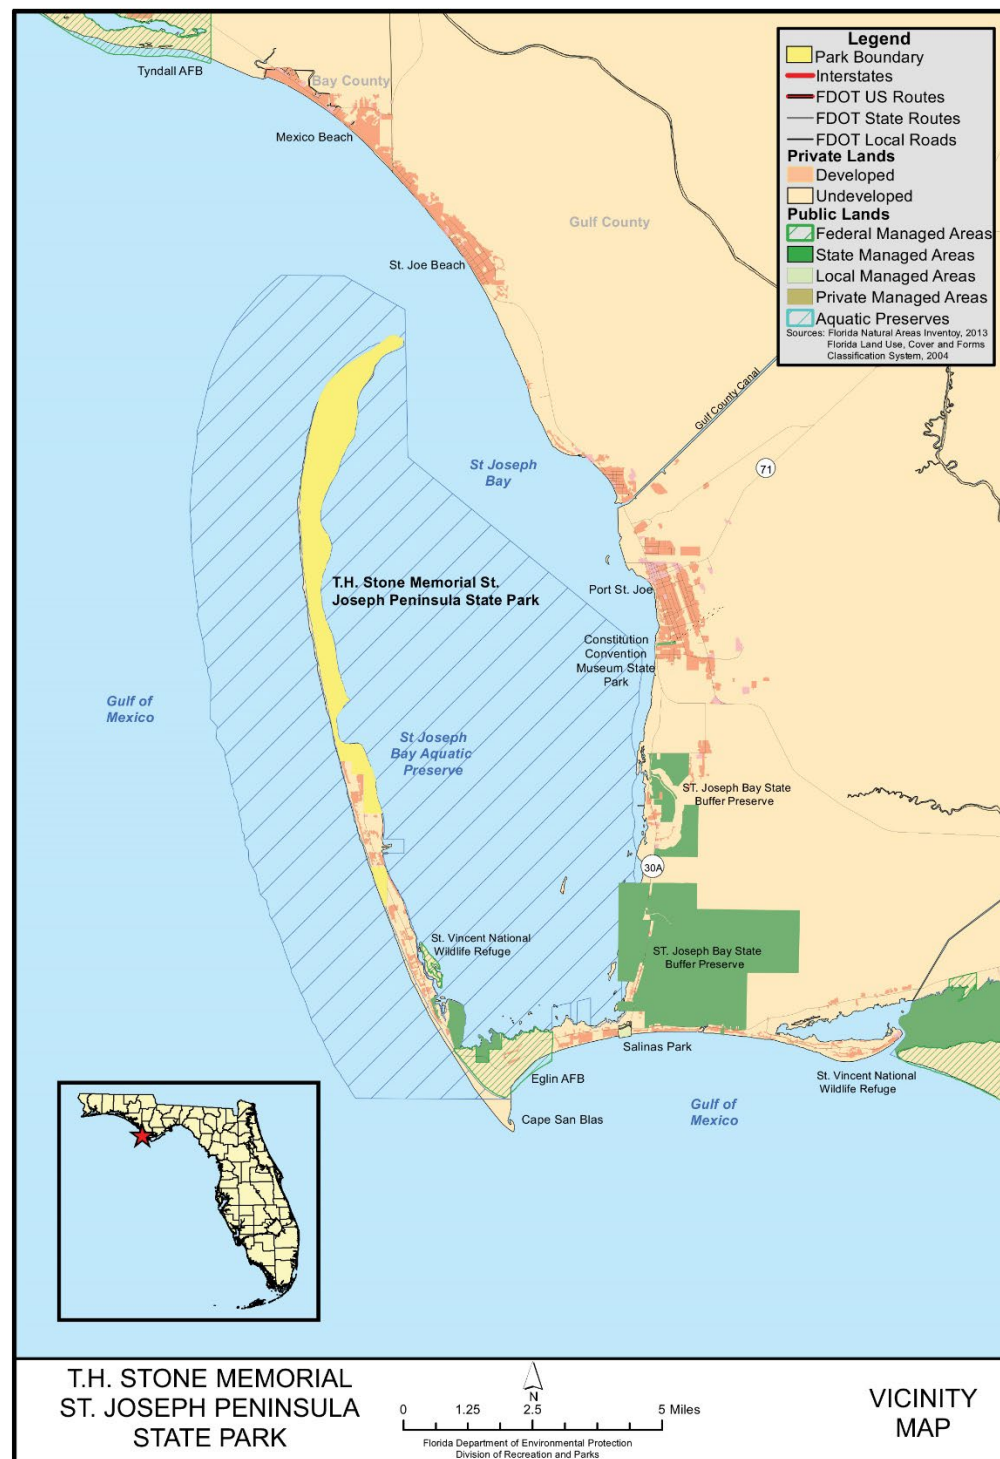 Legend
Park Boundary
Interstates
FDOT US Routes
FDOT State Routes
FDOT Local Roads
Private Lands
Developed
Undeveloped
Public Lands
Federal Managed Areas
State Managed Areas
Local Managed Areas
Private Managed Areas
Aquatic Preserves
Sources: Florida Natural Areas Inventoy, 2013
Florida Land Use, Cover and Forms
Classification System, 2004
Tyndall AFB
Bay County
Mexico Beach
Gulf County
St. Joe Beach
Gulf County Canal
71
St Joseph
Bay
T.H. Stone Memorial St.
Joseph Peninsula State Park
Port St. Joe
Constitution
Convention
Museum State
Park
Gulf of
Mexico
St Joseph
Bay Aquatic
Preserve
ST. Joseph Bay State
Buffer Preserve
30A
St. Vincent National
Wildlife Refuge
ST. Joseph Bay State
Buffer Preserve
Salinas Park
Eglin AFB
St. Vincent National
Wildlife Refuge
Cape San Blas
Gulf of
Mexico
T.H. STONE MEMORIAL
ST. JOSEPH PENINSULA
STATE PARK
N
0 1.25 2.5 5 Miles
Florida Department of Environmental Protection
Division of Recreation and Parks
VICINITY
MAP